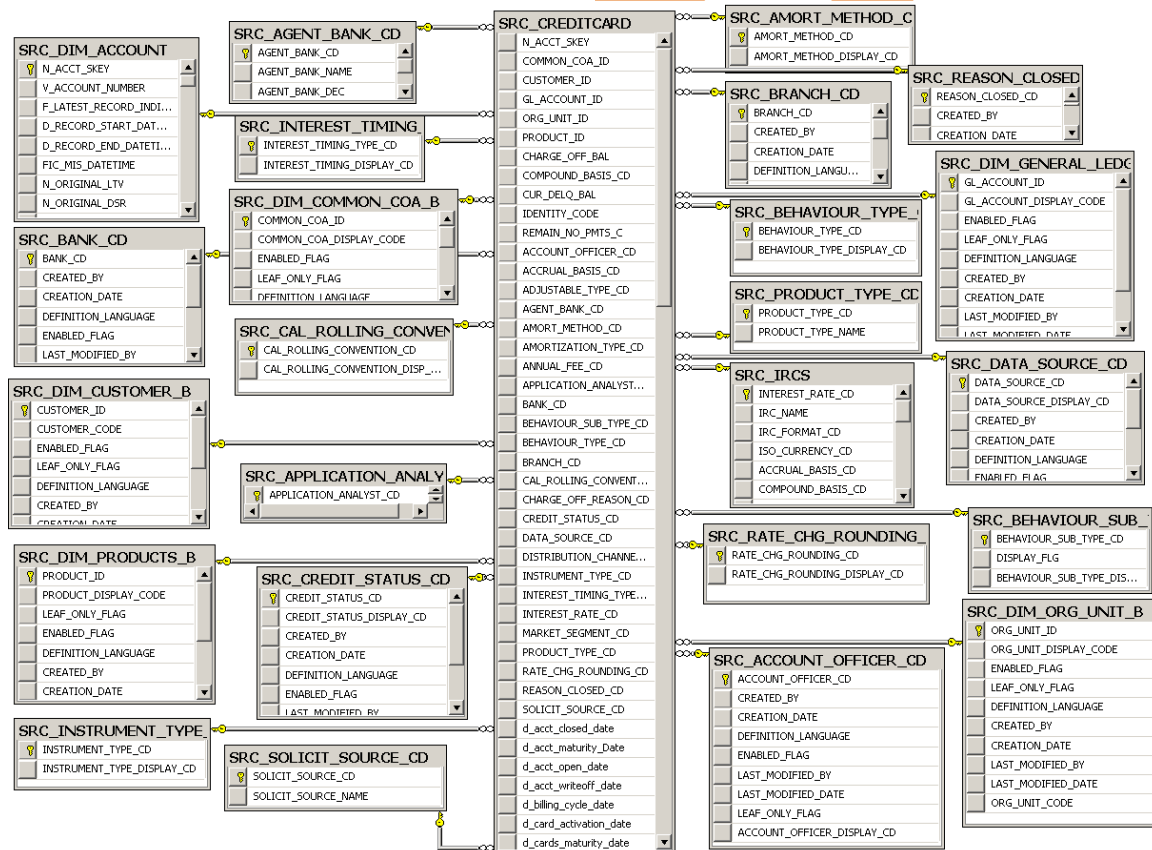 SRC_DIM_ACCOUNT
N_ACCT_SKEY
V_ACCOUNT_NUMBER
F_LATEST_RECORD_INDI...
D_RECORD_START_DAT...
D_RECORD_END_DATETI...
FIC_MIS_DATETIME
N_ORIGINAL_LTV
N_ORIGINAL_DSR
SRC_BANK_CD
BANK_CD
CREATED_BY
CREATION_DATE
DEFINITION_LANGUAGE
ENABLED_FLAG
LAST_MODIFIED_BY
SRC_DIM_CUSTOMER_B
CUSTOMER_ID
CUSTOMER_CODE
ENABLED_FLAG
LEAF_ONLY_FLAG
DEFINITION_LANGUAGE
CREATED_BY
CREATION_DATE
SRC_DIM_PRODUCTS_B
PRODUCT_ID
PRODUCT_DISPLAY_CODE
LEAF_ONLY_FLAG
ENABLED_FLAG
DEFINITION_LANGUAGE
CREATED_BY
CREATION_DATE
SRC_INSTRUMENT_TYPE_
INSTRUMENT_TYPE_CD
INSTRUMENT_TYPE_DISPLAY_CD
SRC_AGENT_BANK_CD
AGENT_BANK_CD
AGENT_BANK_NAME
AGENT_BANK_DEC
SRC_INTEREST_TIMING_
INTEREST_TIMING_TYPE_CD
INTEREST_TIMING_DISPLAY_CD
SRC_DIM_COMMON_COA_B
COMMON_COA_ID
COMMON_COA_DISPLAY_CODE
ENABLED_FLAG
LEAF_ONLY_FLAG
DEFINITION_LANGUAGE
SRC_CAL_ROLLING_CONVEN
CAL_ROLLING_CONVENTION_CD
CAL_ROLLING_CONVENTION_DISP_...
SRC_APPLICATION_ANALY
APPLICATION_ANALYST_CD
SRC_CREDIT_STATUS_CD
CREDIT_STATUS_CD
CREDIT_STATUS_DISPLAY_CD
CREATED_BY
CREATION_DATE
DEFINITION_LANGUAGE
ENABLED_FLAG
LAST_MODIFIED_BY
SRC_SOLICIT_SOURCE_CD
SOLICIT_SOURCE_CD
SOLICIT_SOURCE_NAME
SRC_CREDITCARD
N_ACCT_SKEY
COMMON_COA_ID
CUSTOMER_ID
GL_ACCOUNT_ID
ORG_UNIT_ID
PRODUCT_ID
CHARGE_OFF_BAL
COMPOUND_BASIS_CD
CUR_DELQ_BAL
IDENTITY_CODE
REMAIN_NO_PMTS_C
ACCOUNT_OFFICER_CD
ACCRUAL_BASIS_CD
ADJUSTABLE_TYPE_CD
AGENT_BANK_CD
AMORT_METHOD_CD
AMORTIZATION_TYPE_CD
ANNUAL_FEE_CD
APPLICATION_ANALYST...
BANK_CD
BEHAVIOUR_SUB_TYPE_CD
BEHAVIOUR_TYPE_CD
BRANCH_CD
CAL_ROLLING_CONVENT...
CHARGE_OFF_REASON_CD
CREDIT_STATUS_CD
DATA_SOURCE_CD
DISTRIBUTION_CHANNE...
INSTRUMENT_TYPE_CD
INTEREST_TIMING_TYPE...
INTEREST_RATE_CD
MARKET_SEGMENT_CD
PRODUCT_TYPE_CD
RATE_CHG_ROUNDING_CD
REASON_CLOSED_CD
SOLICIT_SOURCE_CD
d_acct_closed_date
d_acct_maturity_Date
d_acct_open_date
d_acct_writeoff_date
d_billing_cycle_date
d_card_activation_date
d_cards_maturity_date
SRC_AMORT_METHOD_C
AMORT_METHOD_CD
AMORT_METHOD_DISPLAY_CD
SRC_BRANCH_CD
BRANCH_CD
CREATED_BY
CREATION_DATE
DEFINITION_LANGU...
SRC_BEHAVIOUR_TYPE_
BEHAVIOUR_TYPE_CD
BEHAVIOUR_TYPE_DISPLAY_CD
SRC_PRODUCT_TYPE_CD
PRODUCT_TYPE_CD
PRODUCT_TYPE_NAME
SRC_IRCS
INTEREST_RATE_CD
IRC_NAME
IRC_FORMAT_CD
ISO_CURRENCY_CD
ACCRUAL_BASIS_CD
COMPOUND_BASIS_CD
SRC_RATE_CHG_ROUNDING_
RATE_CHG_ROUNDING_CD
RATE_CHG_ROUNDING_DISPLAY_CD
SRC_ACCOUNT_OFFICER_CD
ACCOUNT_OFFICER_CD
CREATED_BY
CREATION_DATE
DEFINITION_LANGUAGE
ENABLED_FLAG
LAST_MODIFIED_BY
LAST_MODIFIED_DATE
LEAF_ONLY_FLAG
ACCOUNT_OFFICER_DISPLAY_CD
SRC_REASON_CLOSED
REASON_CLOSED_CD
CREATED_BY
CREATION_DATE
SRC_DIM_GENERAL_LEDG
GL_ACCOUNT_ID
GL_ACCOUNT_DISPLAY_CODE
ENABLED_FLAG
LEAF_ONLY_FLAG
DEFINITION_LANGUAGE
CREATED_BY
CREATION_DATE
LAST_MODIFIED_BY
LAST_MODIFIED_DATE
SRC_DATA_SOURCE_CD
DATA_SOURCE_CD
DATA_SOURCE_DISPLAY_CD
CREATED_BY
CREATION_DATE
DEFINITION_LANGUAGE
ENABLED_FLAG
SRC_BEHAVIOUR_SUB_
BEHAVIOUR_SUB_TYPE_CD
DISPLAY_FLG
BEHAVIOUR_SUB_TYPE_DIS...
SRC_DIM_ORG_UNIT_B
ORG_UNIT_ID
ORG_UNIT_DISPLAY_CODE
ENABLED_FLAG
LEAF_ONLY_FLAG
DEFINITION_LANGUAGE
CREATED_BY
CREATION_DATE
LAST_MODIFIED_BY
LAST_MODIFIED_DATE
ORG_UNIT_CODE